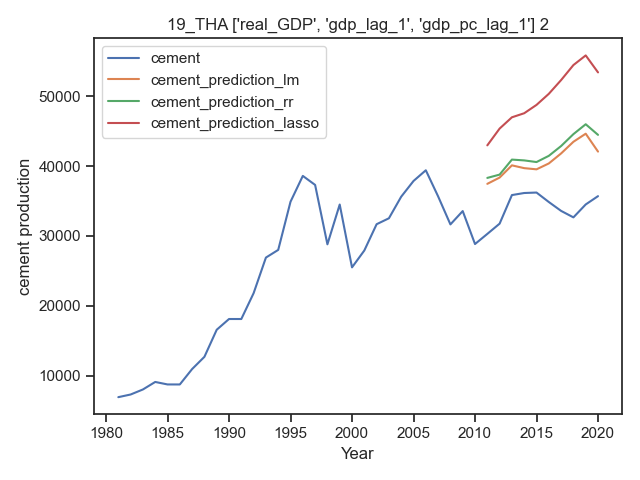 19_THA ['real_GDP', 'gdp_lag_1', 'gdp_pc_lag_1'] 2
cement
cement_prediction_lm
cement_prediction_rr
cement_prediction_lasso
50000
40000
30000
20000
10000
cement production
1980 1985 1990 1995 2000 2005 2010 2015 2020
Year